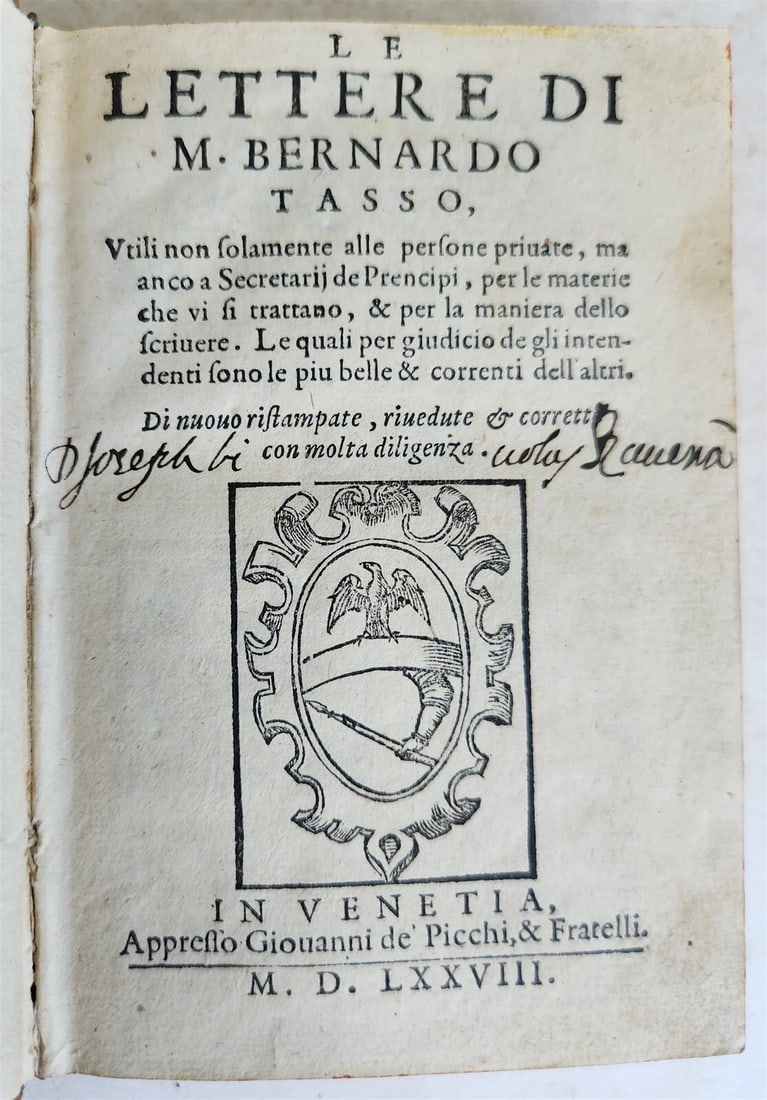 LE
LETTERE DI
M. BERNARDO
TASSO,
Vtili non ſolamente alle perſone priuate, ma
anco a Secretarij de Prencipi, per le materie
che vi ſi trattano, & per la maniera dello
ſcriuere. Le quali per giudicio de gli inten-
denti ſono le piu belle & correnti dell'altri.
Di nuouo riſtampate, riuedute & corrette
con molta diligenza.
D Joseph
IN VENETIA,
Appreſſo Giouanni de' Picchi, & Fratelli.
M. D. LXXVIII.